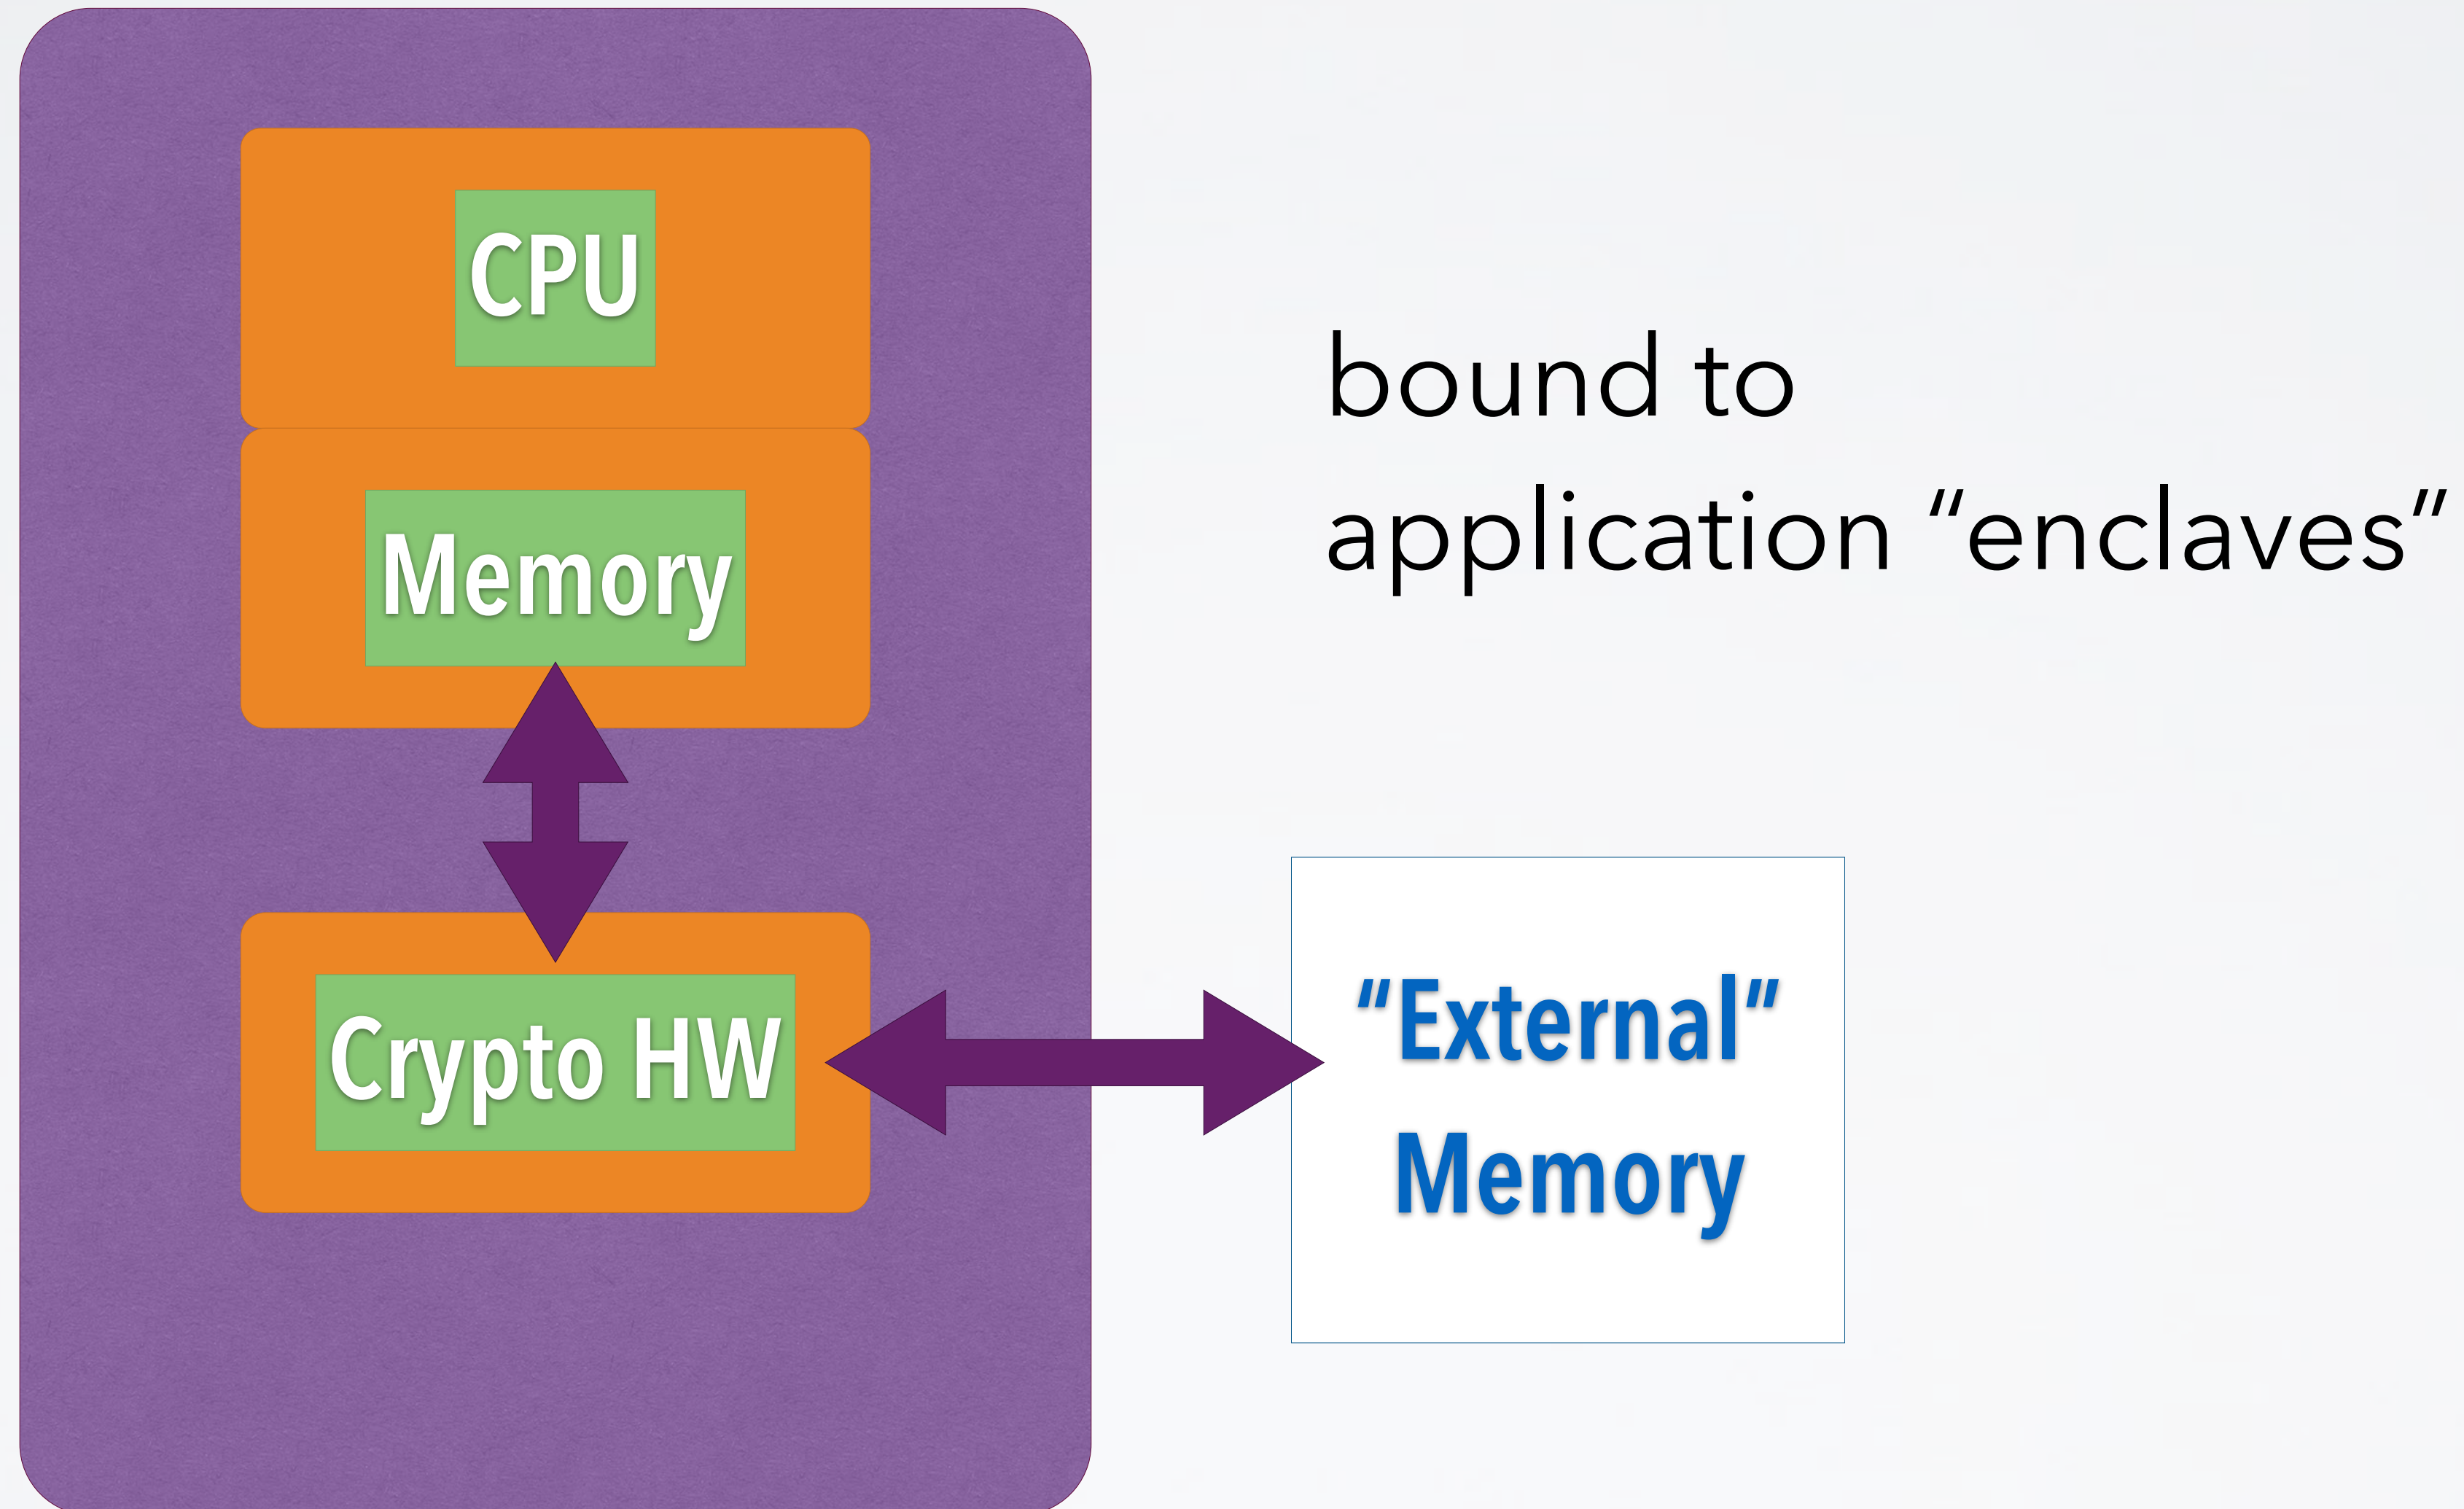 CPU
Memory
bound to
application “enclaves”
Crypto HW
“External”
Memory